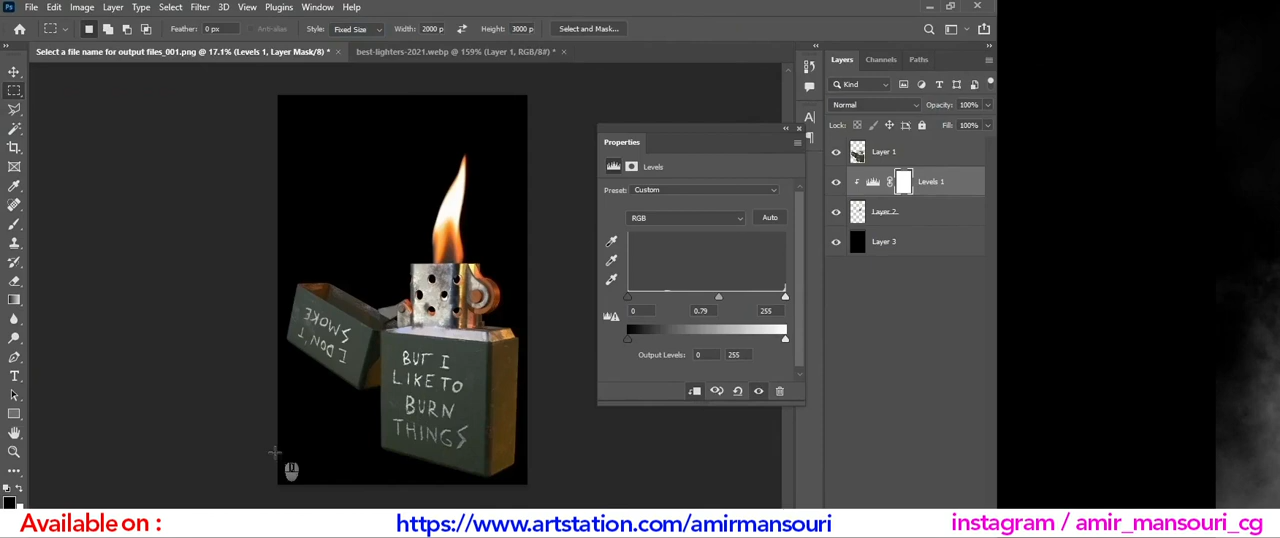 Ps File Edit Image Layer Type Select Filter 3D View Plugins Window Help
Feather: 0 px Anti-alias Style: Fixed Size Width: 2000 p Height: 3000 p Select and Mask...
Select a file name for output files_001.png @ 17.1% (Levels 1, Layer Mask/8) * × best-lighters-2021.webp @ 159% (Layer 1, RGB/8#) * ×
Layers Channels Paths
Kind
Normal Opacity: 100%
Lock: Fill: 100%
Layer 1
Levels 1
Layer 2
Layer 3
Properties
Levels
Preset: Custom
RGB Auto
0 0.79 255
Output Levels: 0 255
I DON'T
SMOKE
BUT I
LIKE TO
BURN
THINGS
Available on :
https://www.artstation.com/amirmansouri
instagram / amir_mansouri_cg